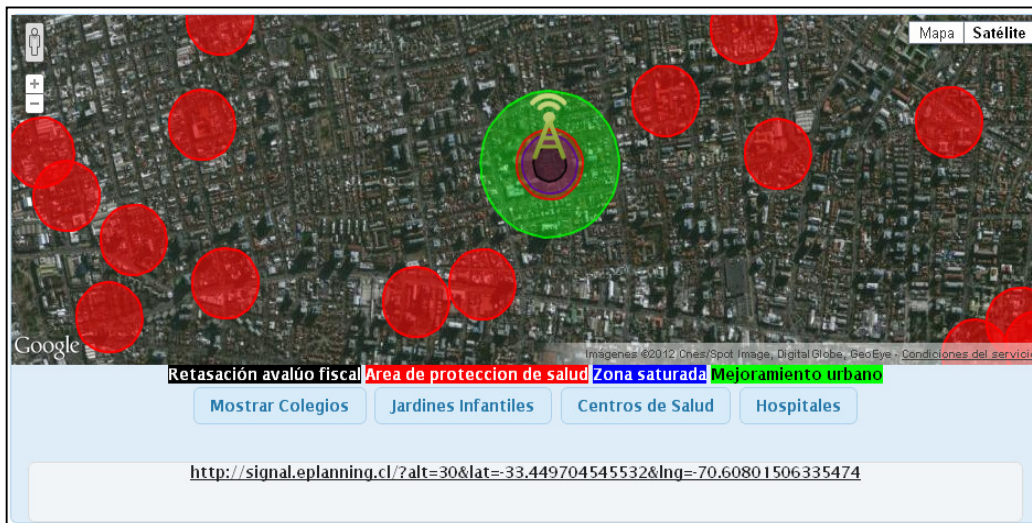 Mapa Satélite
+
−
Google
Imagenes ©2012 Cnes/Spot Image, DigitalGlobe, GeoEye - Condiciones del servicio
Retasación avalúo fiscal Area de proteccion de salud Zona saturada Mejoramiento urbano
Mostrar Colegios Jardines Infantiles Centros de Salud Hospitales
http://signal.eplanning.cl/?alt=30&lat=-33.449704545532&lng=-70.60801506335474